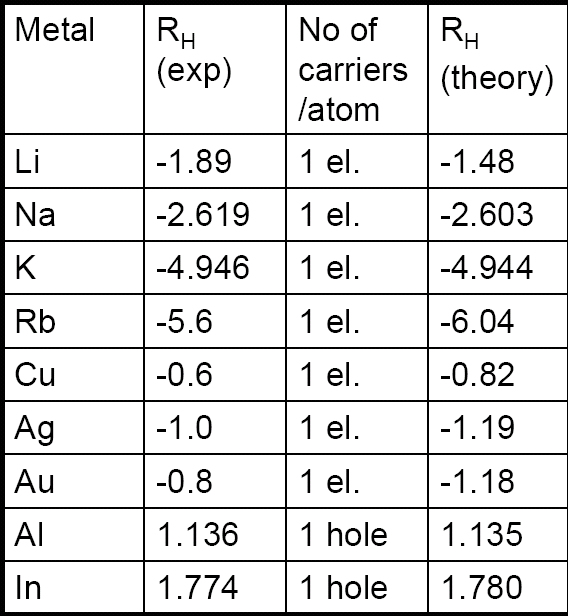 Metal R_H (exp) No of carriers /atom R_H (theory)
Li -1.89 1 el. -1.48
Na -2.619 1 el. -2.603
K -4.946 1 el. -4.944
Rb -5.6 1 el. -6.04
Cu -0.6 1 el. -0.82
Ag -1.0 1 el. -1.19
Au -0.8 1 el. -1.18
Al 1.136 1 hole 1.135
In 1.774 1 hole 1.780